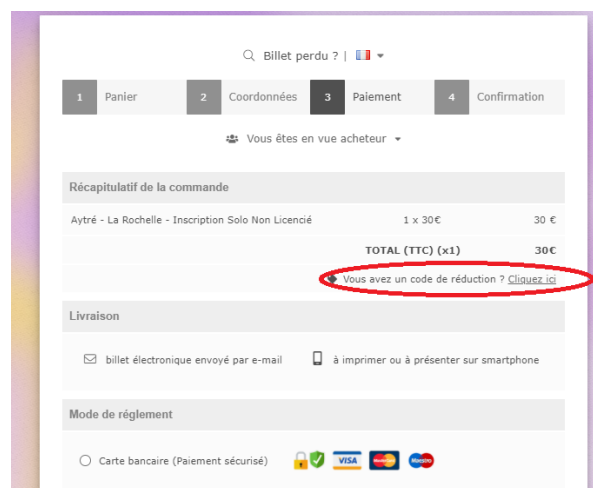 Billet perdu ? |
1 Panier 2 Coordonnées 3 Paiement 4 Confirmation
Vous êtes en vue acheteur
Récapitulatif de la commande
Aytré - La Rochelle - Inscription Solo Non Licencié 1 x 30€ 30 €
TOTAL (TTC) (x1) 30€
Vous avez un code de réduction ? Cliquez ici
Livraison
billet électronique envoyé par e-mail à imprimer ou à présenter sur smartphone
Mode de réglement
Carte bancaire (Paiement sécurisé) VISA MasterCard Maestro